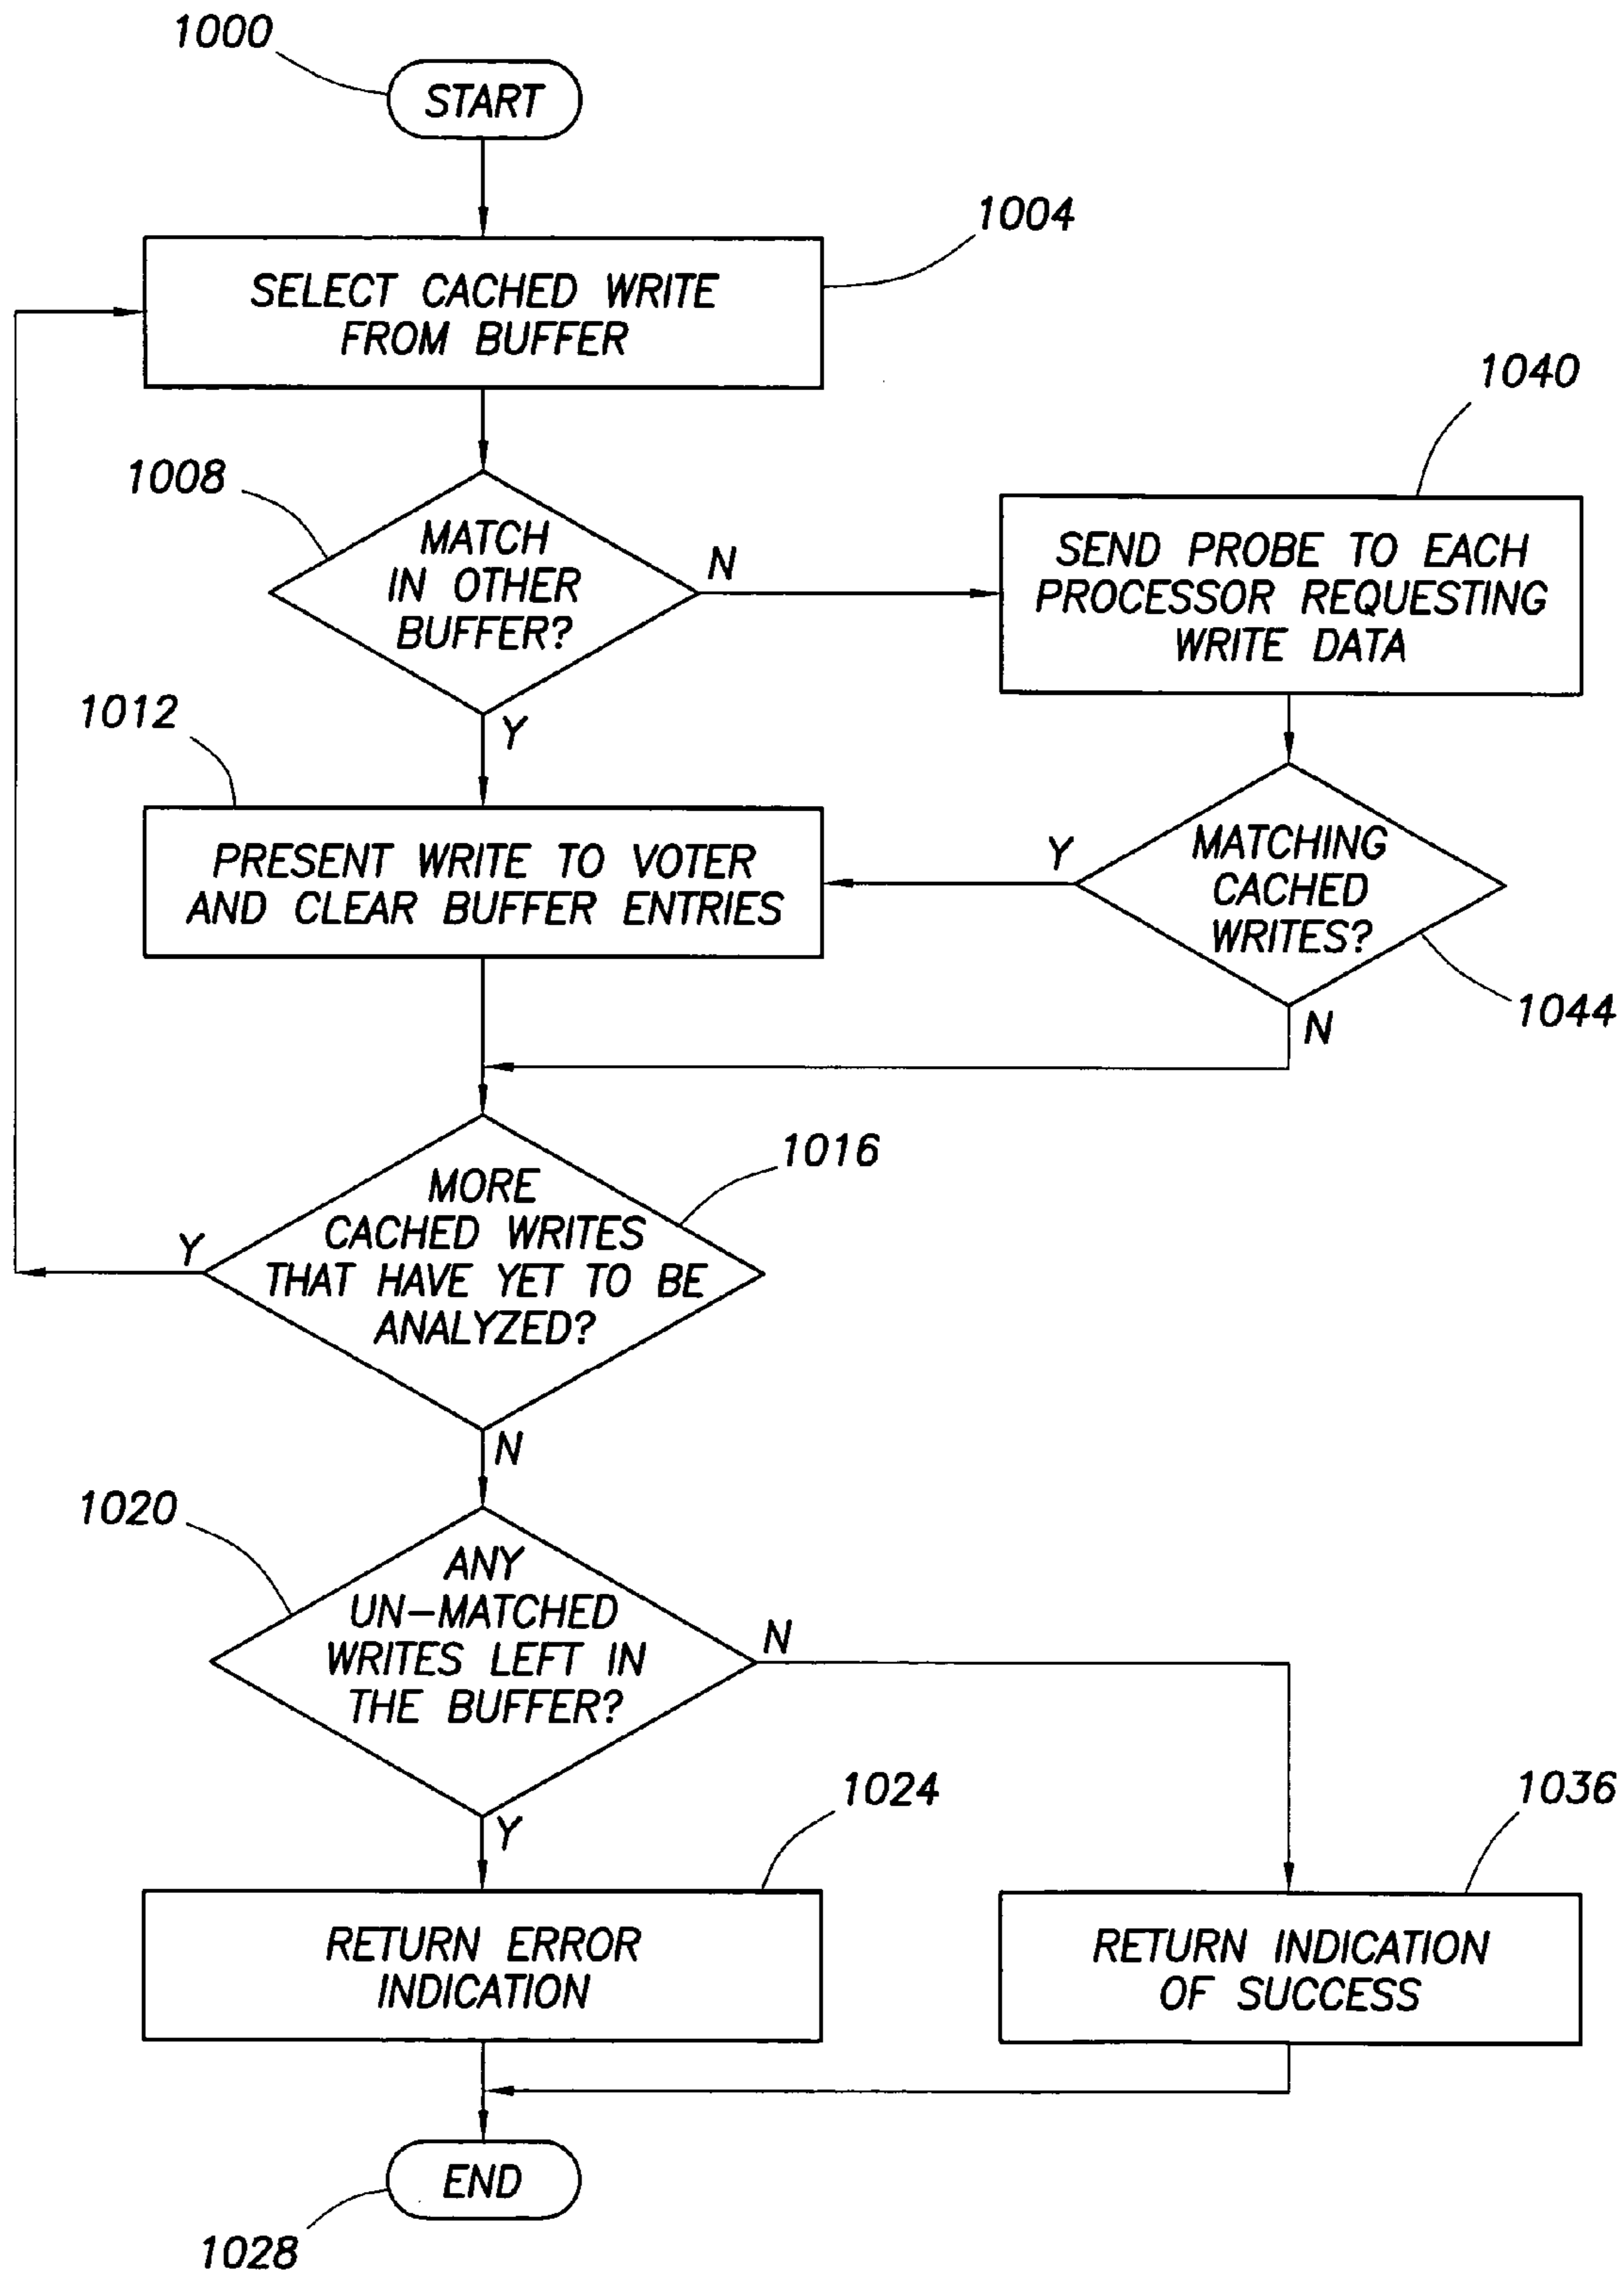 1000
START
1004
SELECT CACHED WRITE
FROM BUFFER
1040
1008
MATCH
IN OTHER
BUFFER?
N
SEND PROBE TO EACH
PROCESSOR REQUESTING
WRITE DATA
Y
1012
PRESENT WRITE TO VOTER
AND CLEAR BUFFER ENTRIES
Y
MATCHING
CACHED
WRITES?
1044
N
1016
MORE
CACHED WRITES
THAT HAVE YET TO BE
ANALYZED?
Y
N
1020
ANY
UN-MATCHED
WRITES LEFT IN
THE BUFFER?
N
Y
1024
1036
RETURN ERROR
INDICATION
RETURN INDICATION
OF SUCCESS
END
1028